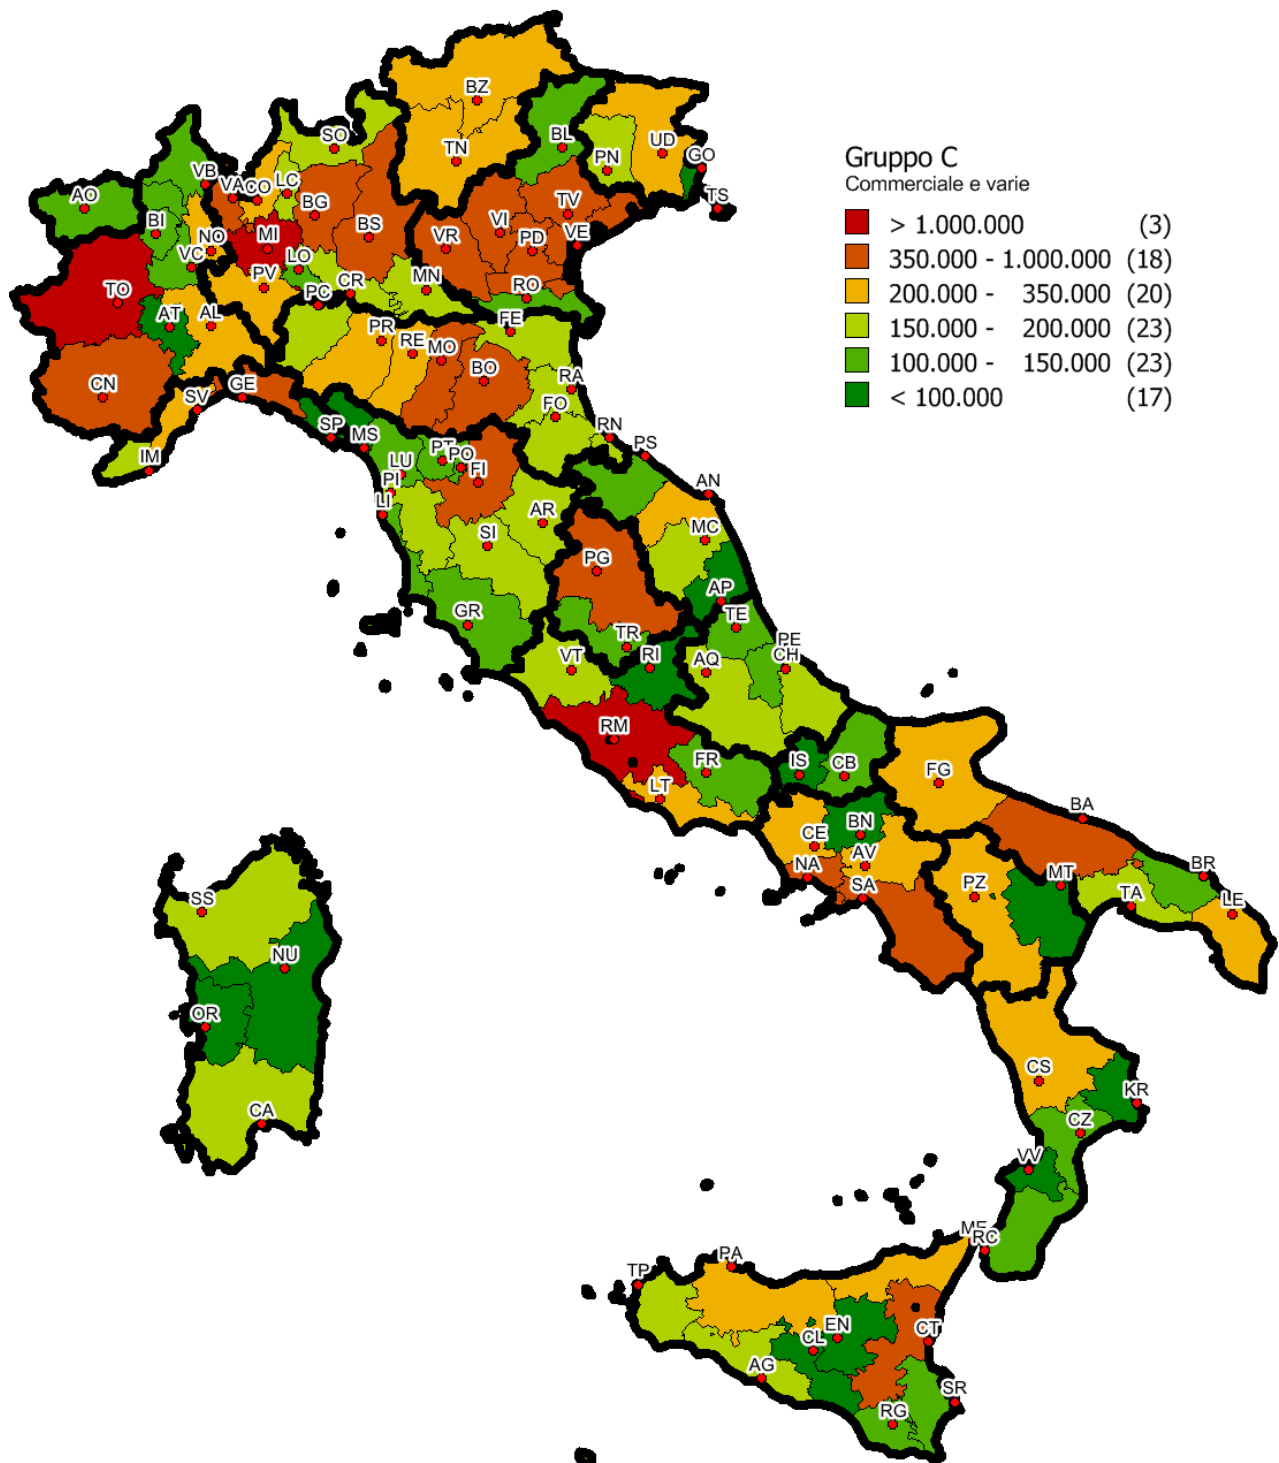 Gruppo C
Commerciale e varie
> 1.000.000 (3)
350.000 - 1.000.000 (18)
200.000 - 350.000 (20)
150.000 - 200.000 (23)
100.000 - 150.000 (23)
< 100.000 (17)
BZ
SO
TN
BL
PN
UD
GO
TS
AO
VB
VA
CO
LC
BG
BS
BI
NO
MI
VC
LO
VR
VI
TV
PD
VE
TO
PV
CR
MN
RO
PC
AT
AL
FE
PR
RE
MO
BO
CN
SV
GE
RA
FO
IM
SP
MS
RN
PS
LU
PT
PO
FI
PI
LI
AR
AN
SI
MC
PG
AP
GR
TE
TR
RI
VT
AQ
PE
CH
RM
FR
IS
CB
LT
FG
BA
CE
BN
AV
NA
SA
PZ
MT
BR
TA
LE
SS
NU
OR
CA
CS
KR
CZ
VV
ME
RC
PA
TP
EN
CL
CT
AG
SR
RG